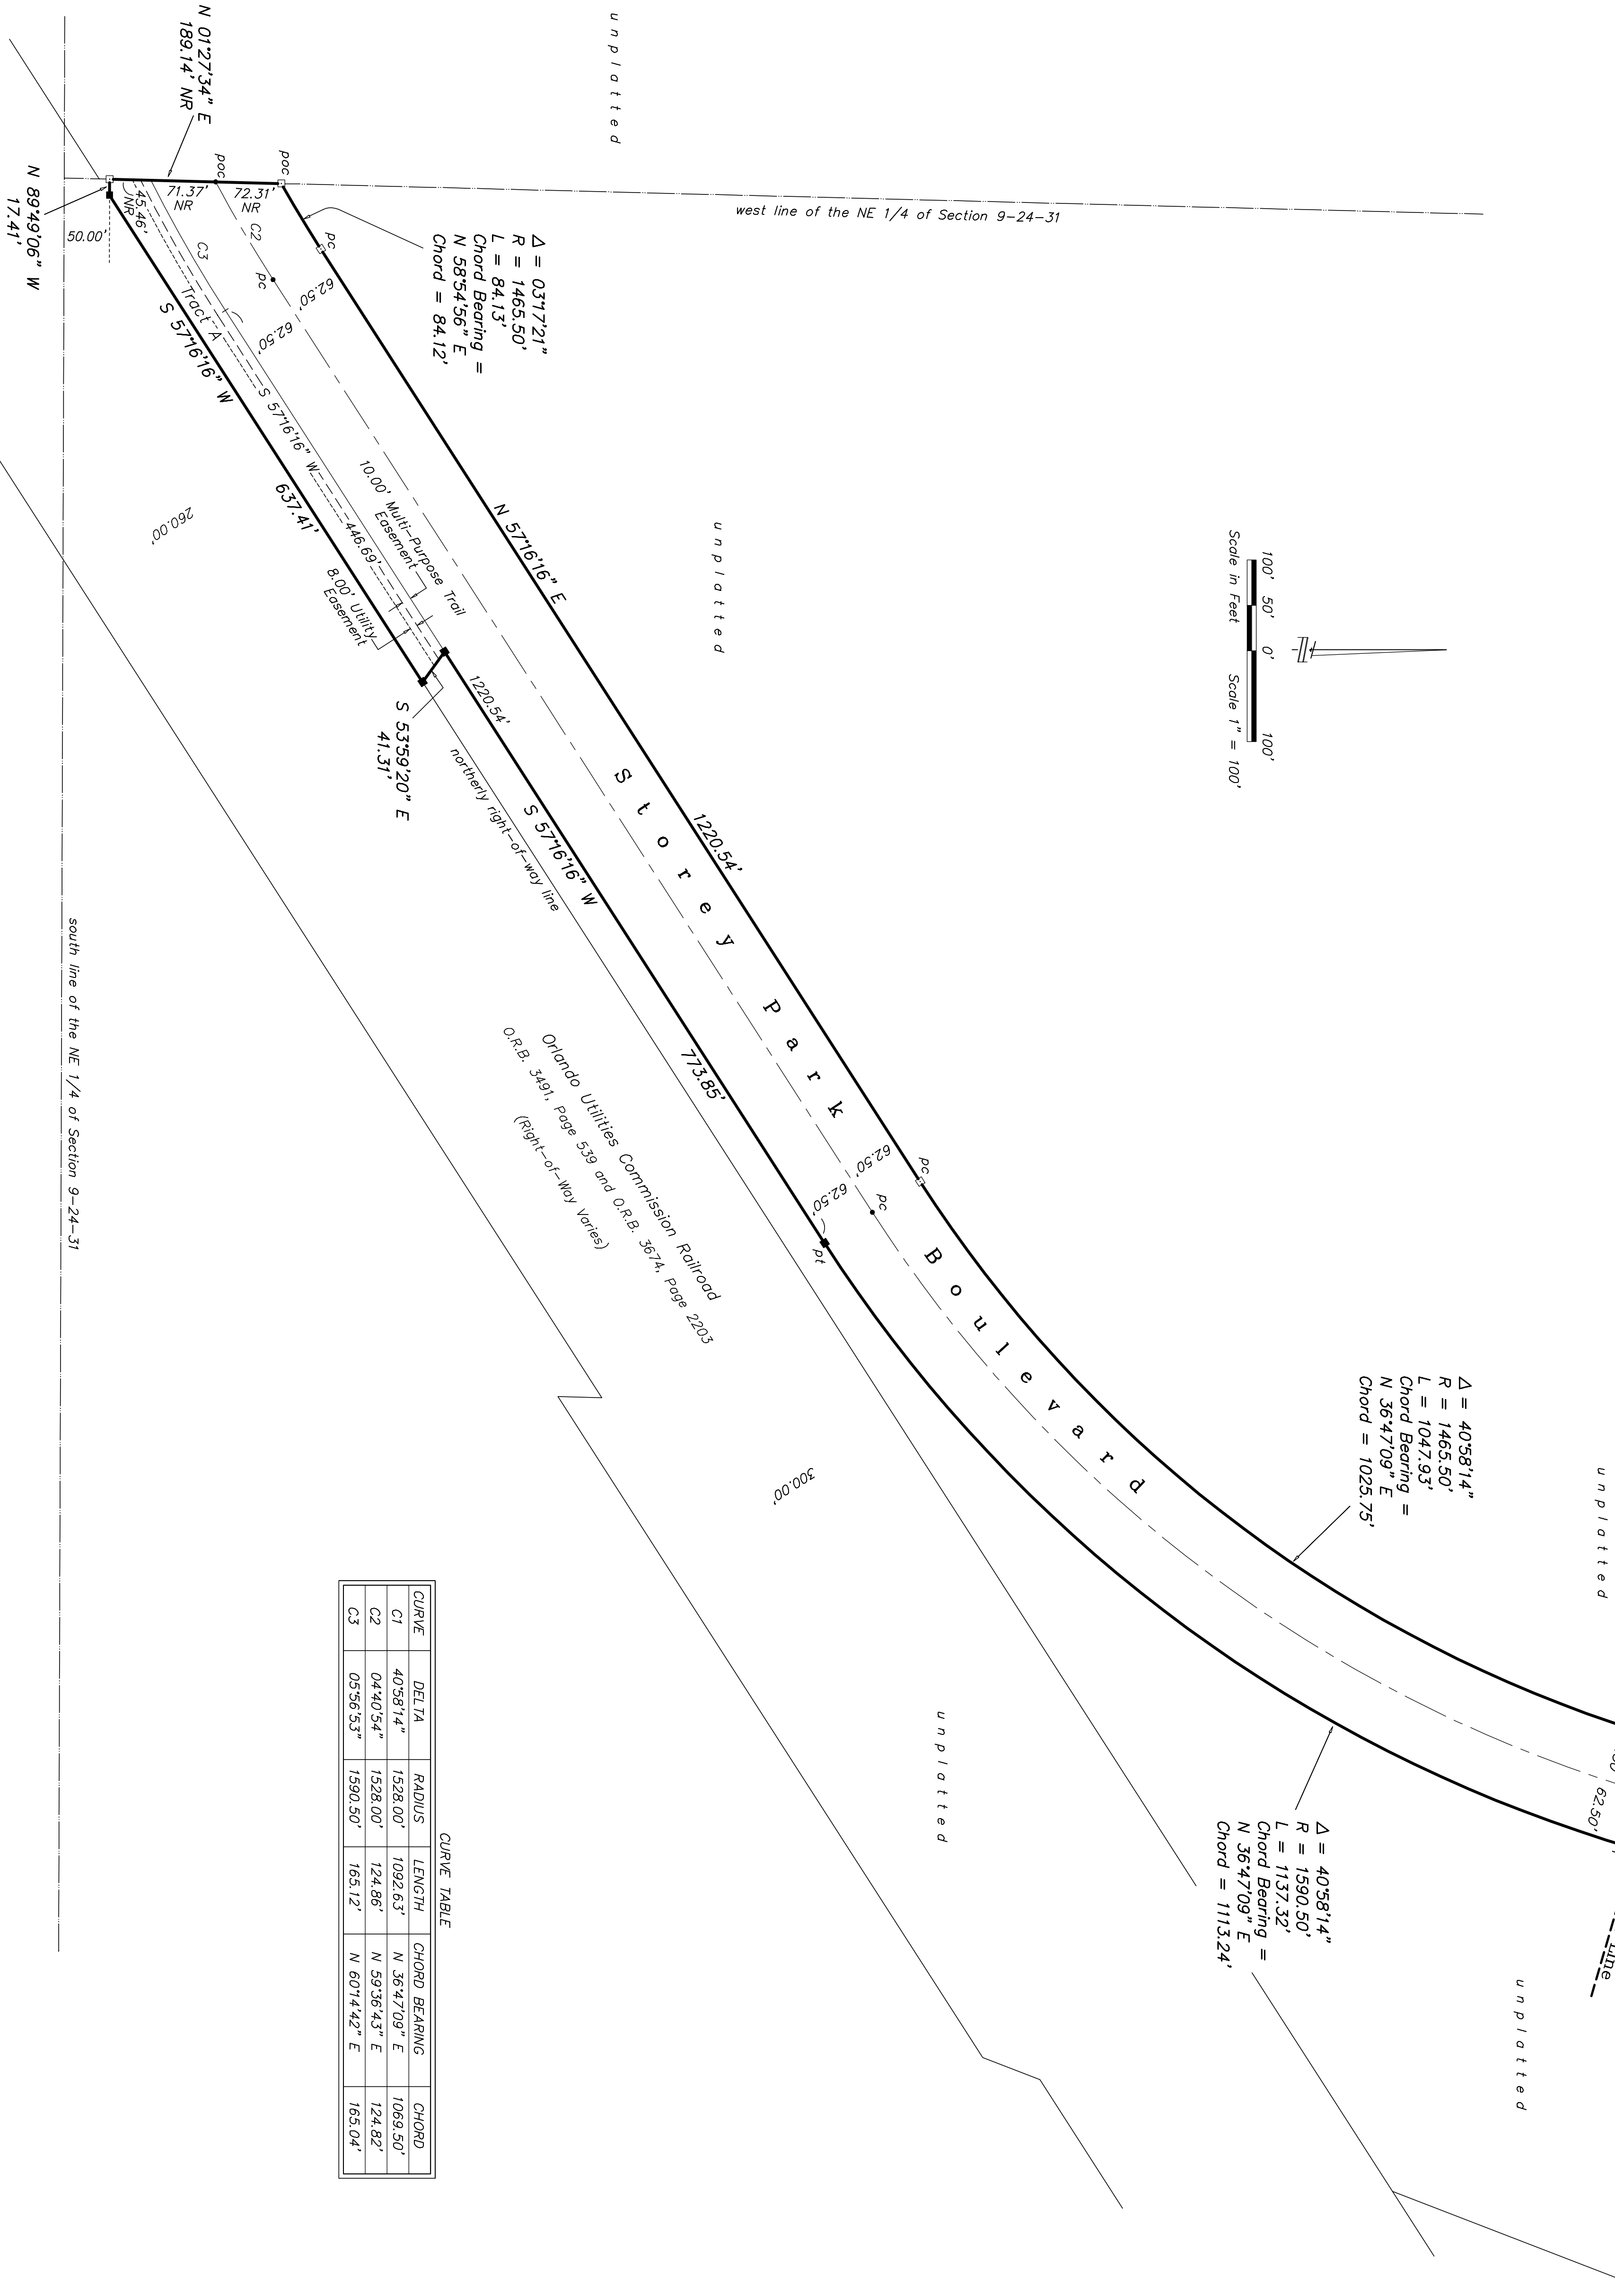 unplatted
N 01°27'34" E
189.14' NR
poc
poc
71.37'
NR
72.31'
NR
C2
C3
45.46'
NR
50.00'
N 89°49'06" W
17.41'
pc
pc
62.50'
62.50'
Δ = 03°17'21"
R = 1465.50'
L = 84.13'
Chord Bearing =
N 58°54'56" E
Chord = 84.12'
west line of the NE 1/4 of Section 9-24-31
Tract A
S 57°16'16" W
637.41'
S 57°16'16" W
446.69'
10.00' Multi-Purpose Trail
Easement
8.00' Utility
Easement
260.00'
N 57°16'16" E
1220.54'
unplatted
100' 50' 0' 100'
Scale in Feet Scale 1" = 100'
1220.54'
S 53°59'20" E
41.31'
northerly right-of-way line
S 57°16'16" W
773.85'
Storey Park Boulevard
south line of the NE 1/4 of Section 9-24-31
Orlando Utilities Commission Railroad
O.R.B. 3491, Page 539 and O.R.B. 3674, Page 2203
(Right-of-Way Varies)
62.50'
62.50'
pc
pc
pt
Δ = 40°58'14"
R = 1465.50'
L = 1047.93'
Chord Bearing =
N 36°47'09" E
Chord = 1025.75'
unplatted
300.00'
unplatted
62.50'
Δ = 40°58'14"
R = 1590.50'
L = 1137.32'
Chord Bearing =
N 36°47'09" E
Chord = 1113.24'
Line
unplatted
CURVE TABLE
CURVE DELTA RADIUS LENGTH CHORD BEARING CHORD
C1 40°58'14" 1528.00' 1092.63' N 36°47'09" E 1069.50'
C2 04°40'54" 1528.00' 124.86' N 59°36'43" E 124.82'
C3 05°56'53" 1590.50' 165.12' N 60°14'42" E 165.04'